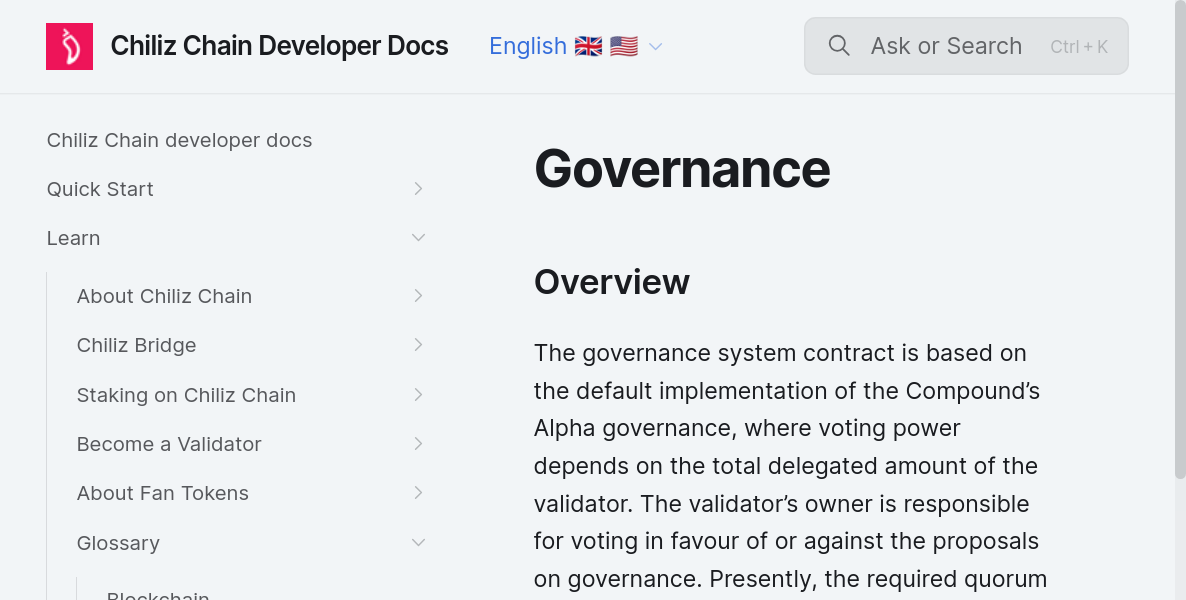 Chiliz Chain Developer Docs
English 🇬🇧 🇺🇸
Ask or Search Ctrl + K
Chiliz Chain developer docs
Quick Start
Learn
About Chiliz Chain
Chiliz Bridge
Staking on Chiliz Chain
Become a Validator
About Fan Tokens
Glossary
Blockchain
Governance
Overview
The governance system contract is based on
the default implementation of the Compound’s
Alpha governance, where voting power
depends on the total delegated amount of the
validator. The validator’s owner is responsible
for voting in favour of or against the proposals
on governance. Presently, the required quorum